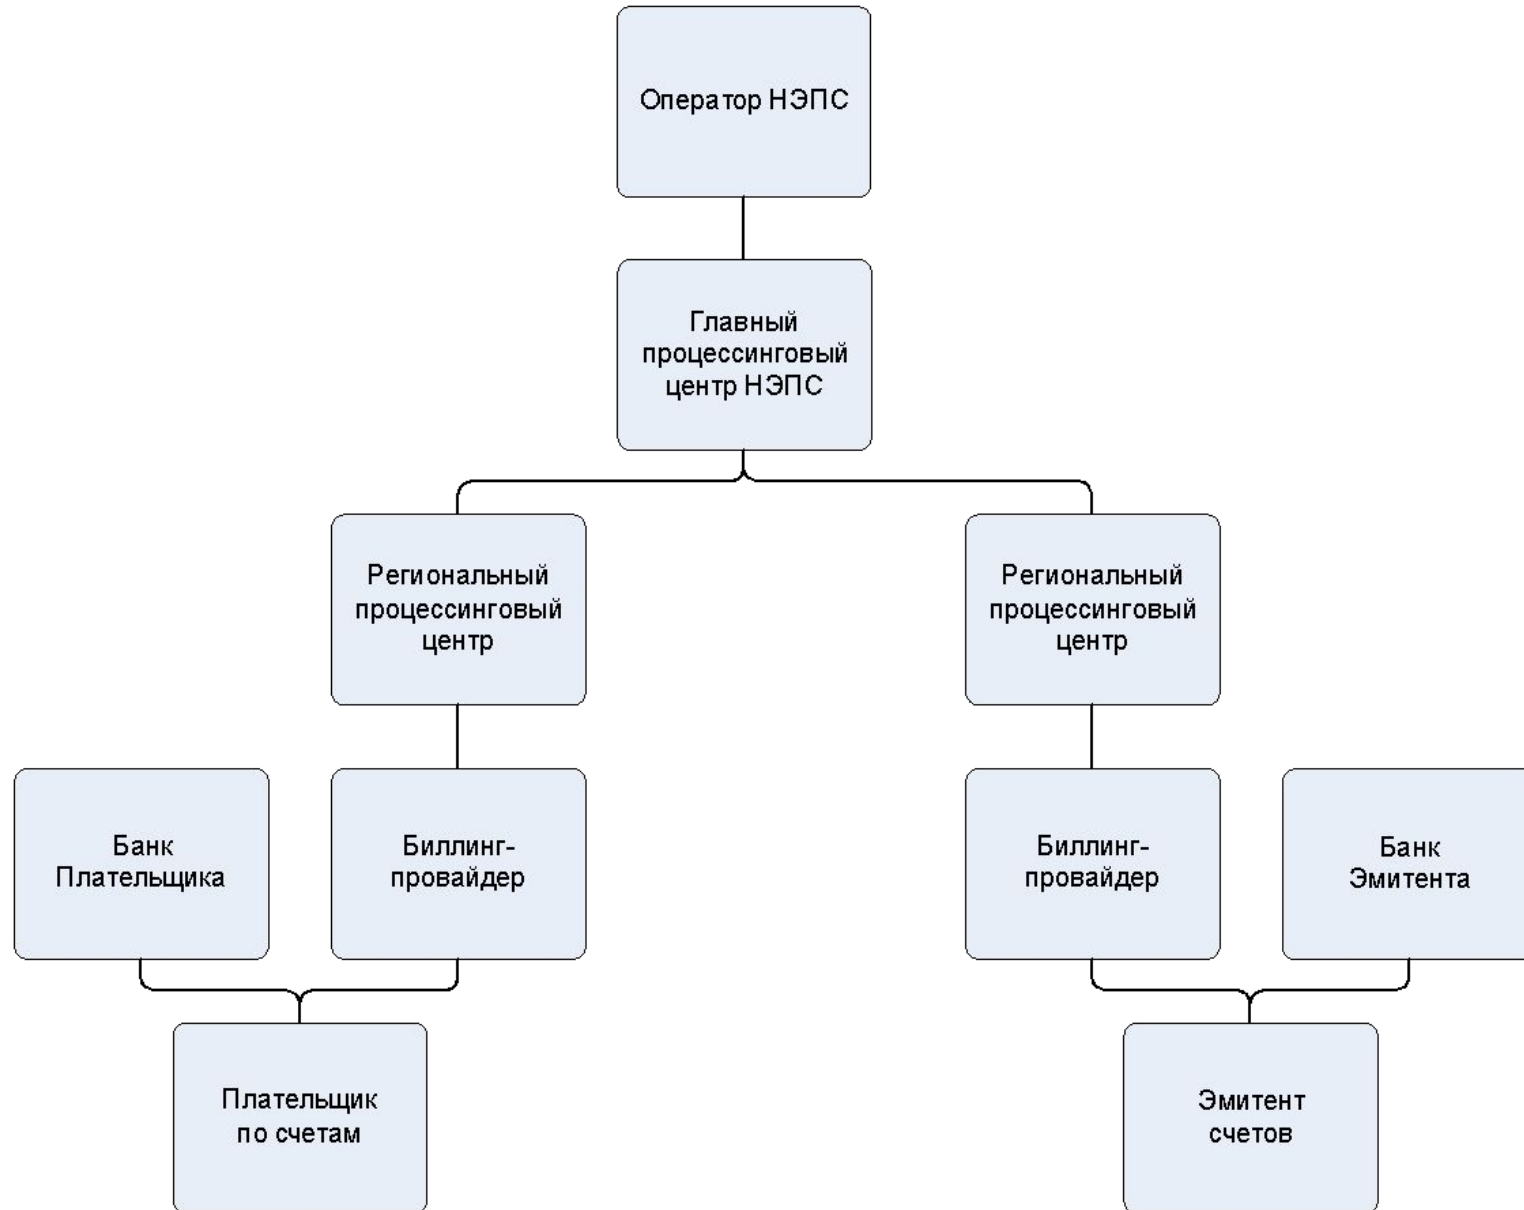 Оператор НЭПС
Главный
процессинговый
центр НЭПС
Региональный
процессинговый
центр
Региональный
процессинговый
центр
Банк
Плательщика
Биллинг-
провайдер
Биллинг-
провайдер
Банк
Эмитента
Плательщик
по счетам
Эмитент
счетов